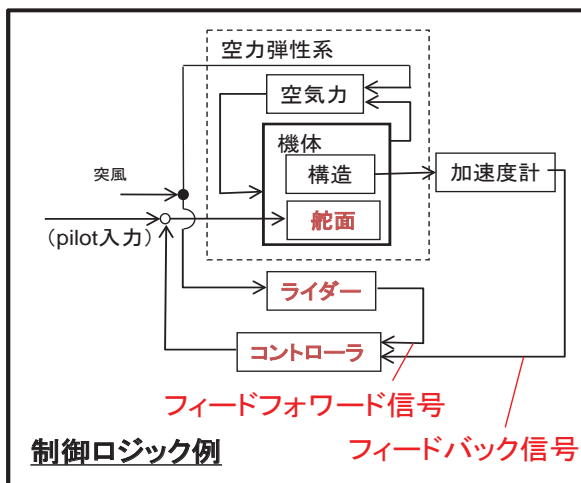 空力弾性系
空気力
機体
構造
加速度計
突風
舵面
(pilot入力)
ライダー
コントローラ
フィードフォワード信号
フィードバック信号
制御ロジック例